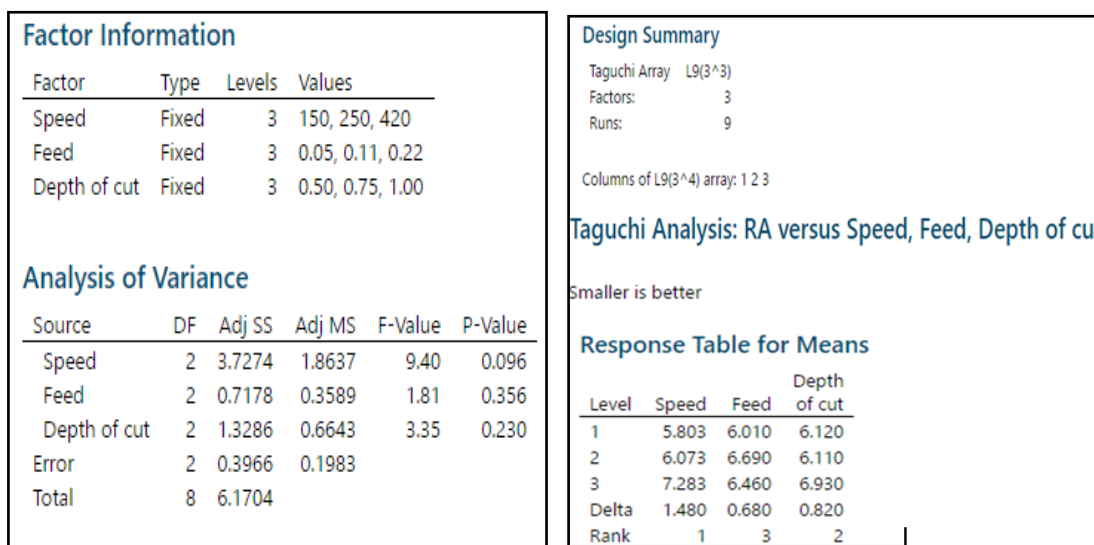 Factor Information
Factor Type Levels Values
Speed Fixed 3 150, 250, 420
Feed Fixed 3 0.05, 0.11, 0.22
Depth of cut Fixed 3 0.50, 0.75, 1.00
Analysis of Variance
Source DF Adj SS Adj MS F-Value P-Value
Speed 2 3.7274 1.8637 9.40 0.096
Feed 2 0.7178 0.3589 1.81 0.356
Depth of cut 2 1.3286 0.6643 3.35 0.230
Error 2 0.3966 0.1983
Total 8 6.1704
Design Summary
Taguchi Array L9(3^3)
Factors: 3
Runs: 9
Columns of L9(3^4) array: 1 2 3
Taguchi Analysis: RA versus Speed, Feed, Depth of cu
Smaller is better
Response Table for Means
Depth
Level Speed Feed of cut
1 5.803 6.010 6.120
2 6.073 6.690 6.110
3 7.283 6.460 6.930
Delta 1.480 0.680 0.820
Rank 1 3 2